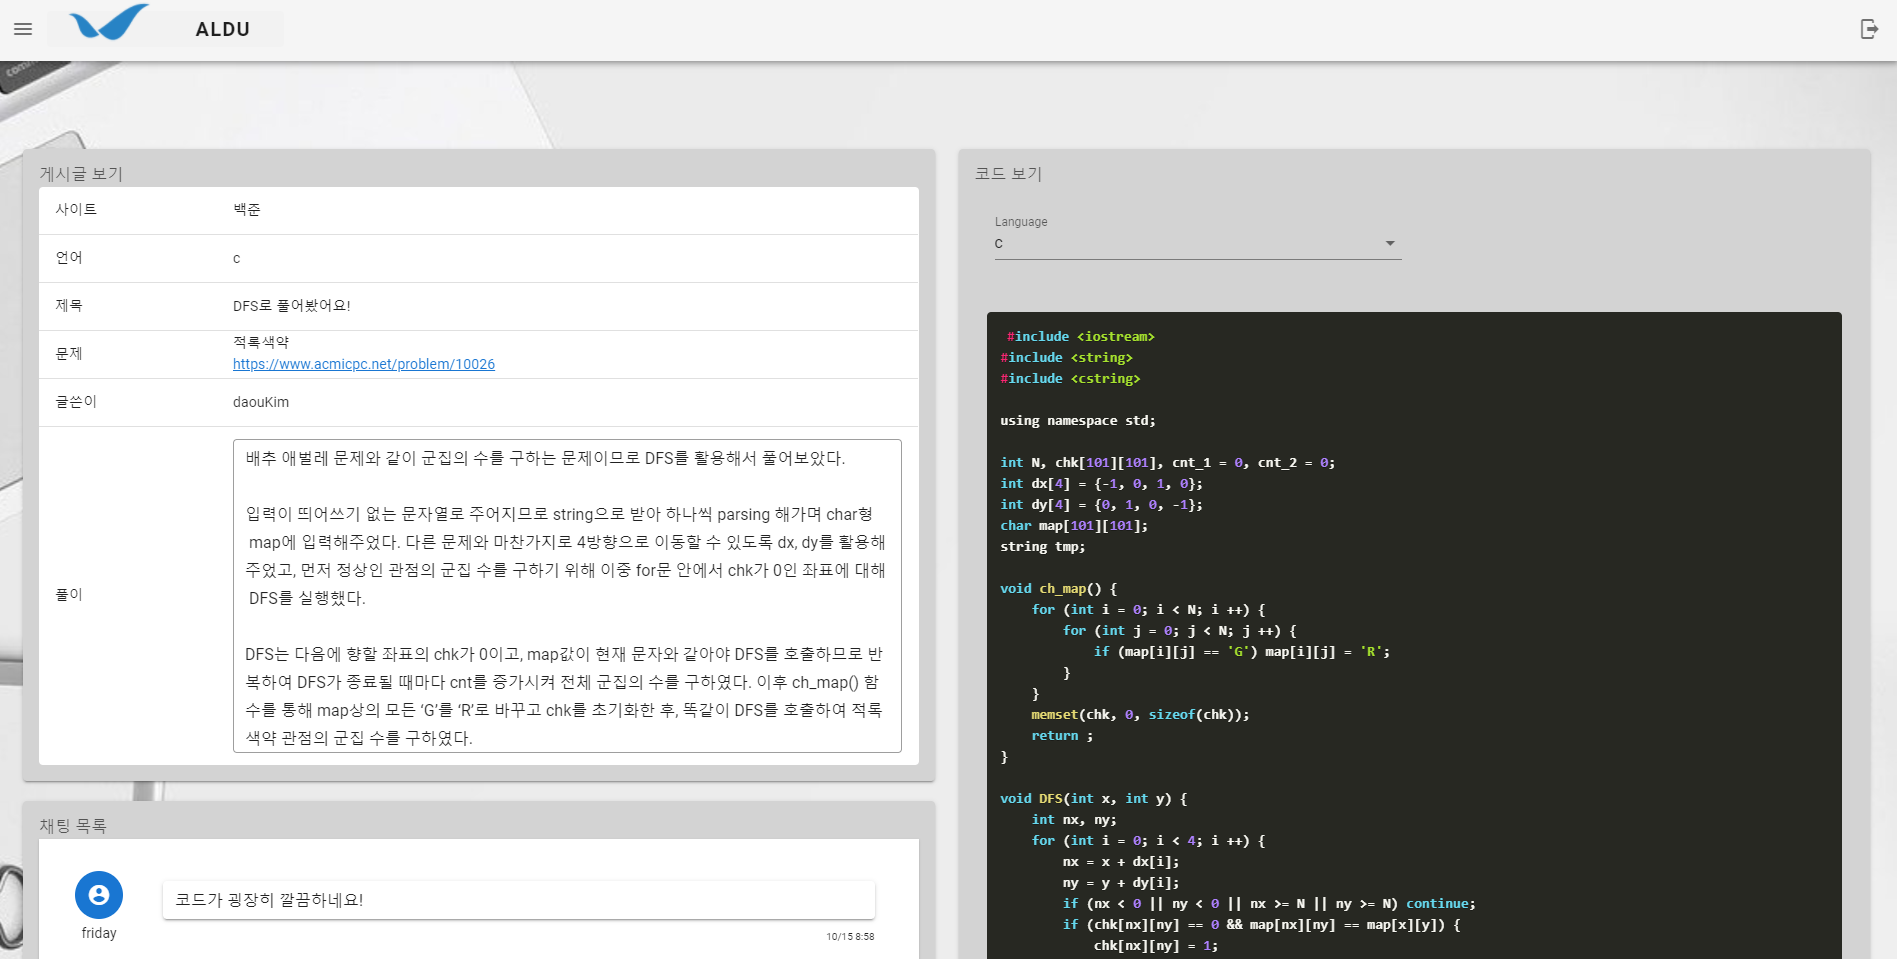 ALDU
com
게시글 보기
사이트 백준
언어 c
제목 DFS로 풀어봤어요!
문제 적록색약
https://www.acmicpc.net/problem/10026
글쓴이 daouKim
풀이
배추 애벌레 문제와 같이 군집의 수를 구하는 문제이므로 DFS를 활용해서 풀어보았다.
입력이 띄어쓰기 없는 문자열로 주어지므로 string으로 받아 하나씩 parsing 해가며 char형
map에 입력해주었다. 다른 문제와 마찬가지로 4방향으로 이동할 수 있도록 dx, dy를 활용해
주었고, 먼저 정상인 관점의 군집 수를 구하기 위해 이중 for문 안에서 chk가 0인 좌표에 대해
DFS를 실행했다.
DFS는 다음에 향할 좌표의 chk가 0이고, map값이 현재 문자와 같아야 DFS를 호출하므로 반
복하여 DFS가 종료될 때마다 cnt를 증가시켜 전체 군집의 수를 구하였다. 이후 ch_map() 함
수를 통해 map상의 모든 ‘G’를 ‘R’로 바꾸고 chk를 초기화한 후, 똑같이 DFS를 호출하여 적록
색약 관점의 군집 수를 구하였다.
채팅 목록
코드가 굉장히 깔끔하네요!
friday
10/15 8:58
코드 보기
Language
c
#include <iostream>
#include <string>
#include <cstring>
using namespace std;
int N, chk[101][101], cnt_1 = 0, cnt_2 = 0;
int dx[4] = {-1, 0, 1, 0};
int dy[4] = {0, 1, 0, -1};
char map[101][101];
string tmp;
void ch_map() {
for (int i = 0; i < N; i ++) {
for (int j = 0; j < N; j ++) {
if (map[i][j] == 'G') map[i][j] = 'R';
}
}
memset(chk, 0, sizeof(chk));
return ;
}
void DFS(int x, int y) {
int nx, ny;
for (int i = 0; i < 4; i ++) {
nx = x + dx[i];
ny = y + dy[i];
if (nx < 0 || ny < 0 || nx >= N || ny >= N) continue;
if (chk[nx][ny] == 0 && map[nx][ny] == map[x][y]) {
chk[nx][ny] = 1;